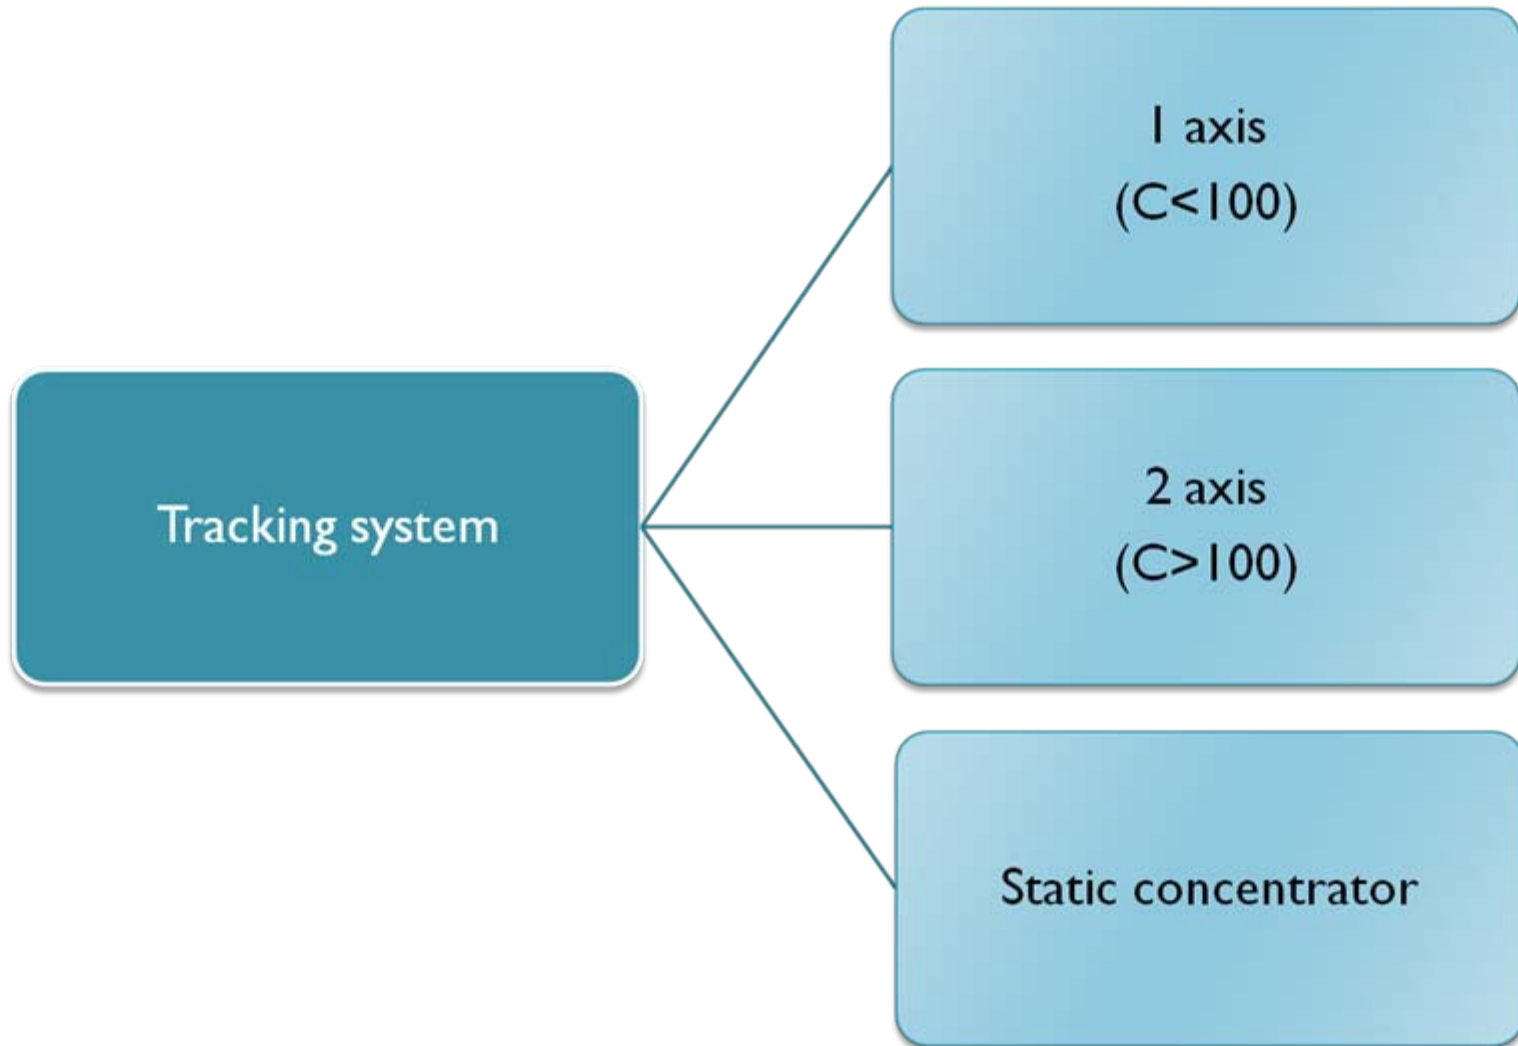 Tracking system
1 axis
(C<100)
2 axis
(C>100)
Static concentrator